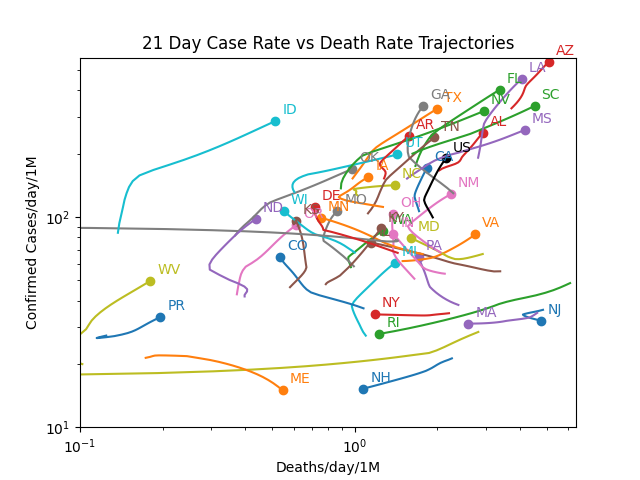 21 Day Case Rate vs Death Rate Trajectories
AZ
LA
FL
GA
TX
NV
SC
ID
MS
AR
TN
AL
UT
CA
US
OK
IA
NC
NM
DE
MO
WI
MN
ND
OH
VA
MD
CO
PA
MI
WV
PR
NY
MA
NJ
RI
ME
NH
Confirmed Cases/day/1M
10²
10¹
10⁻¹
10⁰
Deaths/day/1M